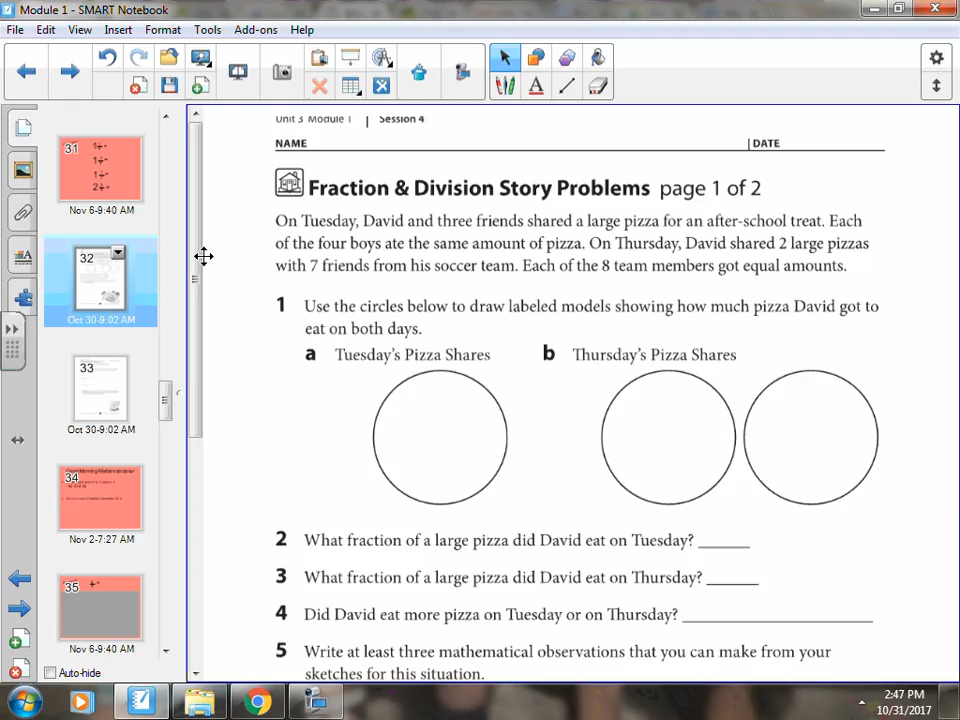 Module 1 - SMART Notebook
File Edit View Insert Format Tools Add-ons Help
31
Nov 6-9:40 AM
32
Oct 30-9:02 AM
33
Oct 30-9:02 AM
34
Nov 2-7:27 AM
35
Nov 6-9:40 AM
Auto-hide
Unit 3 Module 1 | Session 4
NAME | DATE
Fraction & Division Story Problems page 1 of 2
On Tuesday, David and three friends shared a large pizza for an after-school treat. Each
of the four boys ate the same amount of pizza. On Thursday, David shared 2 large pizzas
with 7 friends from his soccer team. Each of the 8 team members got equal amounts.
1 Use the circles below to draw labeled models showing how much pizza David got to
eat on both days.
a Tuesday's Pizza Shares b Thursday's Pizza Shares
2 What fraction of a large pizza did David eat on Tuesday? ______
3 What fraction of a large pizza did David eat on Thursday? ______
4 Did David eat more pizza on Tuesday or on Thursday? ______________________
5 Write at least three mathematical observations that you can make from your
sketches for this situation.
2:47 PM
10/31/2017